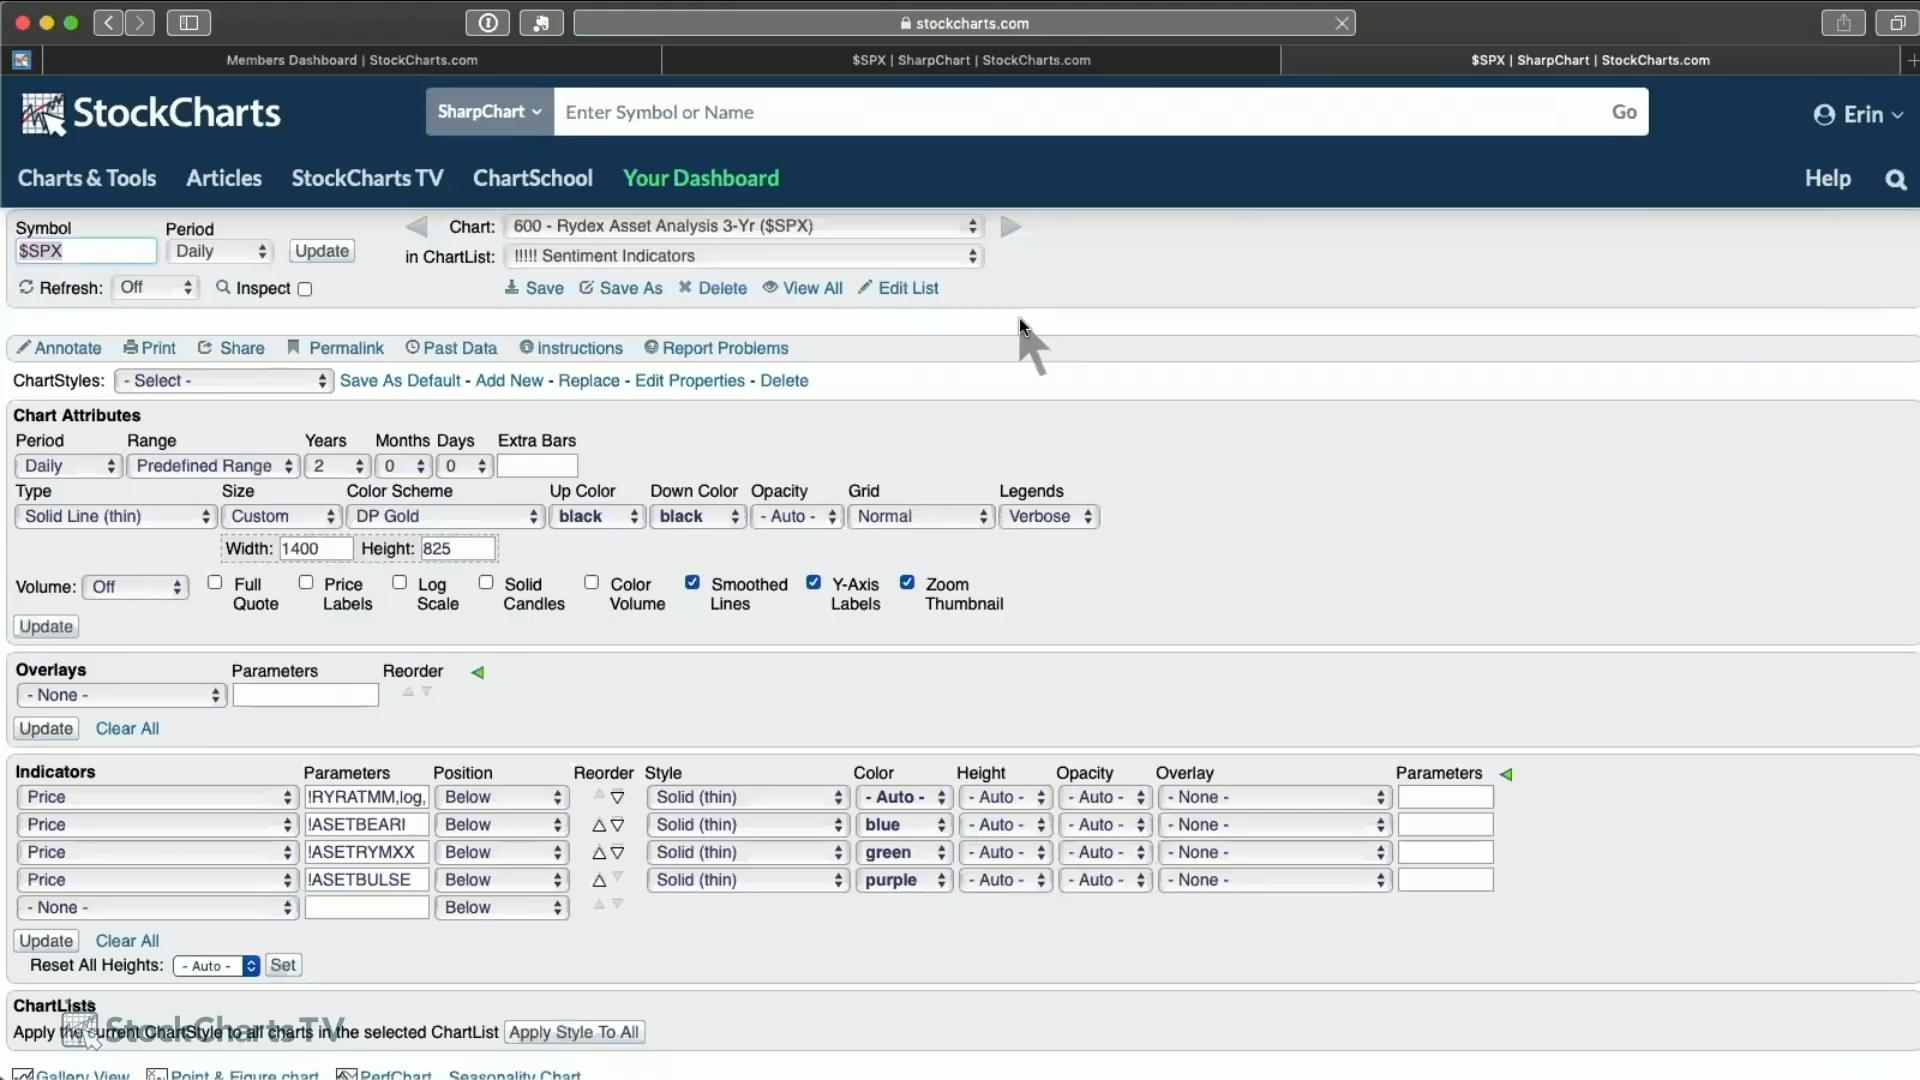 stockcharts.com
Members Dashboard | StockCharts.com
$SPX | SharpChart | StockCharts.com
$SPX | SharpChart | StockCharts.com
StockCharts
SharpChart
Enter Symbol or Name
Go
Erin
Charts & Tools
Articles
StockCharts TV
ChartSchool
Your Dashboard
Help
Symbol
Period
Chart:
600 - Rydex Asset Analysis 3-Yr ($SPX)
$SPX
Daily
Update
in ChartList:
!!!!! Sentiment Indicators
Refresh:
Off
Inspect
Save
Save As
Delete
View All
Edit List
Annotate
Print
Share
Permalink
Past Data
Instructions
Report Problems
ChartStyles:
- Select -
Save As Default - Add New - Replace - Edit Properties - Delete
Chart Attributes
Period Range Years Months Days Extra Bars
Daily Predefined Range 2 0 0
Type Size Color Scheme Up Color Down Color Opacity Grid Legends
Solid Line (thin) Custom DP Gold black black - Auto - Normal Verbose
Width: 1400 Height: 825
Volume: Off
Full Quote
Price Labels
Log Scale
Solid Candles
Color Volume
Smoothed Lines
Y-Axis Labels
Zoom Thumbnail
Update
Overlays Parameters Reorder
- None -
Update Clear All
Indicators Parameters Position Reorder Style Color Height Opacity Overlay Parameters
Price !RYRATMM,log, Below Solid (thin) - Auto - - Auto - - Auto - - None -
Price !ASETBEARI Below Solid (thin) blue - Auto - - Auto - - None -
Price !ASETRYMXX Below Solid (thin) green - Auto - - Auto - - None -
Price !ASETBULSE Below Solid (thin) purple - Auto - - Auto - - None -
- None - Below
Update Clear All
Reset All Heights: - Auto - Set
ChartLists
Apply the current ChartStyle to all charts in the selected ChartList Apply Style To All
StockCharts TV
Gallery View Point & Figure chart PerfChart Seasonality Chart